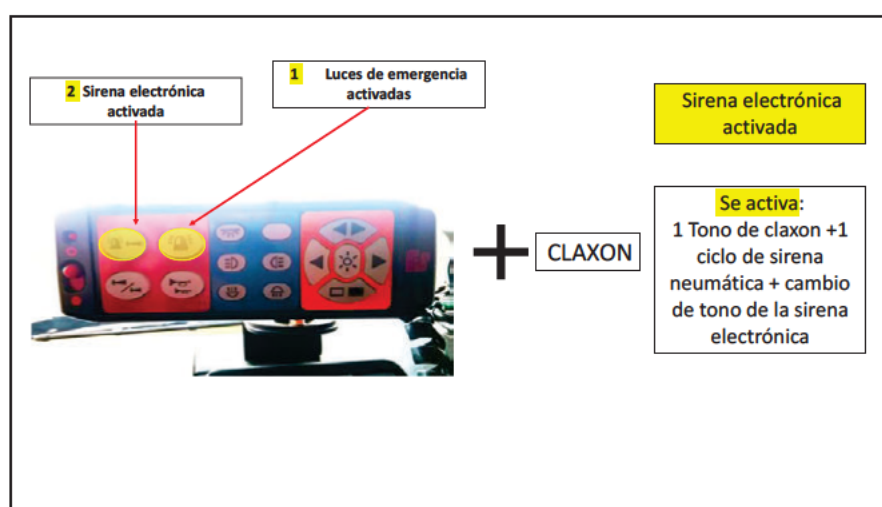 2 Sirena electrónica
activada
1 Luces de emergencia
activadas
Sirena electrónica
activada
CLAXON
Se activa:
1 Tono de claxon +1
ciclo de sirena
neumática + cambio
de tono de la sirena
electrónica